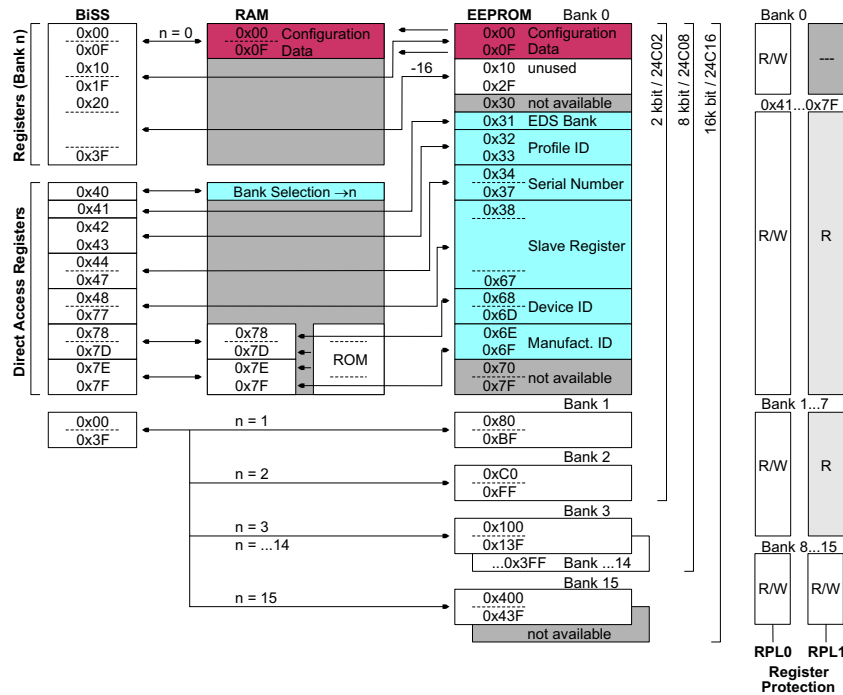 BiSS RAM EEPROM Bank 0 Bank 0
0x00 n = 0 0x00 Configuration 0x00 Configuration
0x0F 0x0F Data 0x0F Data
0x10 -16 0x10 unused R/W ---
0x1F 0x2F
0x20 0x30 not available 0x41...0x7F
0x31 EDS Bank
0x32
0x33 Profile ID
0x3F
Registers (Bank n)
0x34
0x37 Serial Number
0x40 Bank Selection →n
0x41 0x38
0x42
0x43 Slave Register R/W R
0x44
0x47 0x67
0x48 0x68
0x77 0x6D Device ID
0x78 0x78 0x6E
0x7D 0x7D ROM 0x6F Manufact. ID
0x7E 0x7E 0x70
0x7F 0x7F 0x7F not available
Direct Access Registers
Bank 1 Bank 1...7
0x00 n = 1 0x80
0x3F 0xBF
Bank 2
n = 2 0xC0 R/W R
0xFF
Bank 3
n = 3 0x100
n = ...14 0x13F
...0x3FF Bank ...14 Bank 8...15
Bank 15
n = 15 0x400 R/W R/W
0x43F
not available
2 kbit / 24C02
8 kbit / 24C08
16k bit / 24C16
RPL0 RPL1
Register
Protection